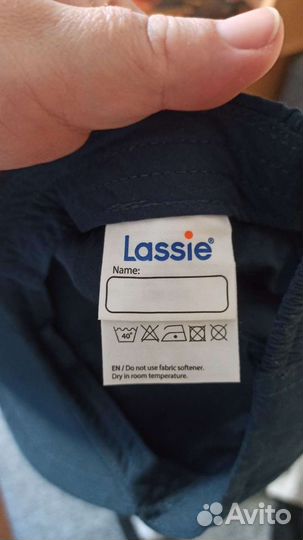 Lassie®
Name:
40°
EN / Do not use fabric softener.
Dry in room temperature.
Avito